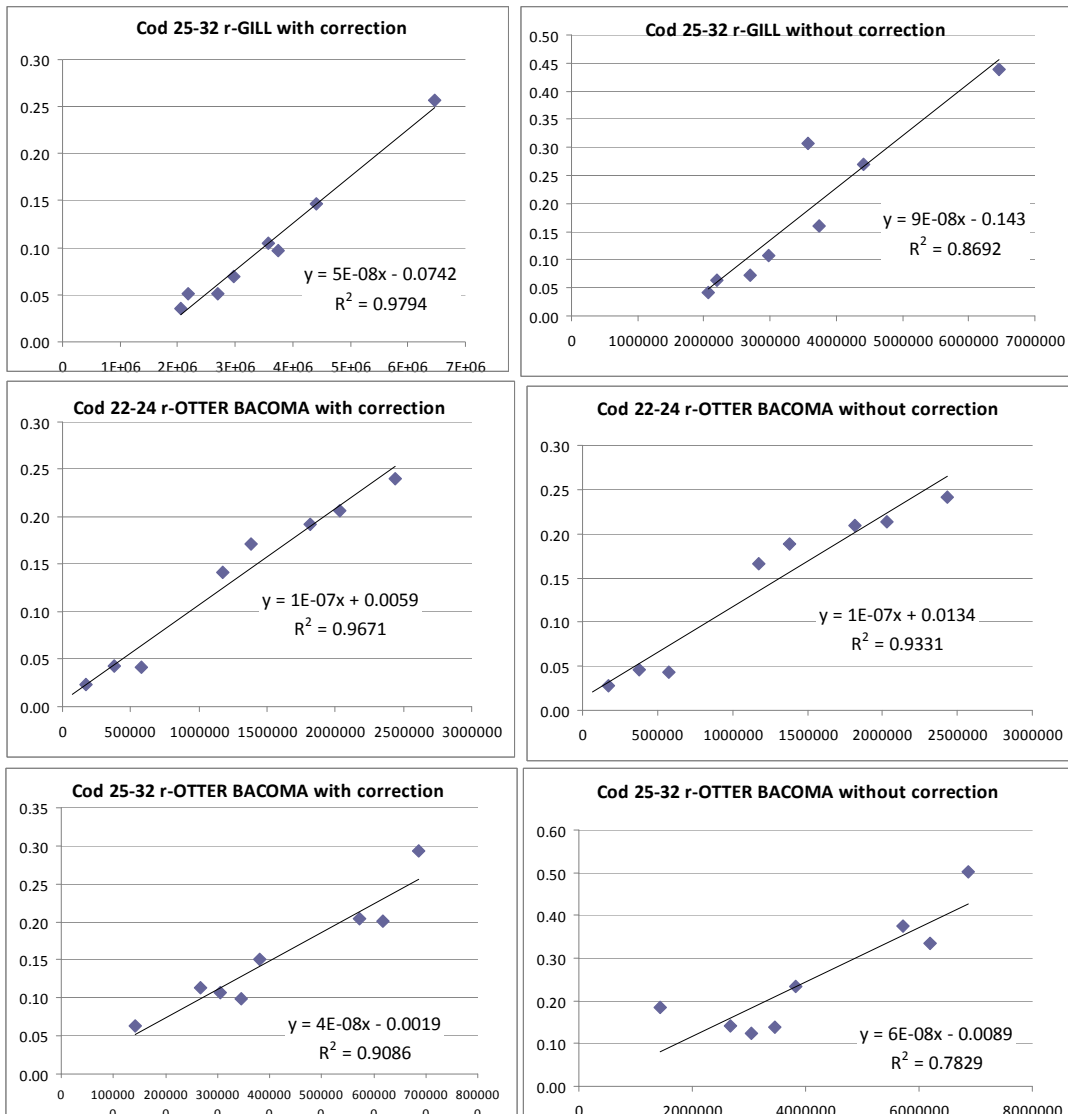 Cod 25-32 r-GILL with correction
0.30
0.25
0.20
0.15
0.10
0.05
0.00
y = 5E-08x - 0.0742
R² = 0.9794
0 1E+06 2E+06 3E+06 4E+06 5E+06 6E+06 7E+06
Cod 25-32 r-GILL without correction
0.50
0.45
0.40
0.35
0.30
0.25
0.20
0.15
0.10
0.05
0.00
y = 9E-08x - 0.143
R² = 0.8692
0 1000000 2000000 3000000 4000000 5000000 6000000 7000000
Cod 22-24 r-OTTER BACOMA with correction
0.30
0.25
0.20
0.15
0.10
0.05
0.00
y = 1E-07x + 0.0059
R² = 0.9671
0 500000 1000000 1500000 2000000 2500000 3000000
Cod 22-24 r-OTTER BACOMA without correction
0.30
0.25
0.20
0.15
0.10
0.05
0.00
y = 1E-07x + 0.0134
R² = 0.9331
0 500000 1000000 1500000 2000000 2500000 3000000
Cod 25-32 r-OTTER BACOMA with correction
0.35
0.30
0.25
0.20
0.15
0.10
0.05
0.00
y = 4E-08x - 0.0019
R² = 0.9086
0 100000 200000 300000 400000 500000 600000 700000 800000
0 0 0 0 0 0 0 0
Cod 25-32 r-OTTER BACOMA without correction
0.60
0.50
0.40
0.30
0.20
0.10
0.00
y = 6E-08x - 0.0089
R² = 0.7829
0 2000000 4000000 6000000 8000000